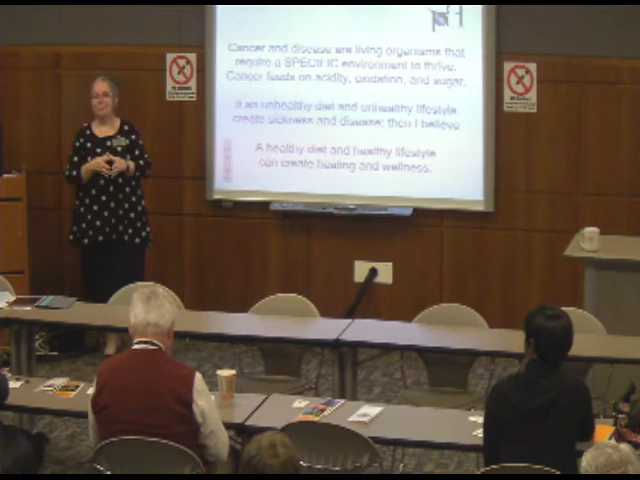 pH
Cancer and disease are living organisms that
require a SPECIFIC environment to thrive.
Cancer feeds on acidity, oxidation, and sugar.
If an unhealthy diet and unhealthy lifestyle
create sickness and disease; then I believe
A healthy diet and healthy lifestyle
can create healing and wellness.